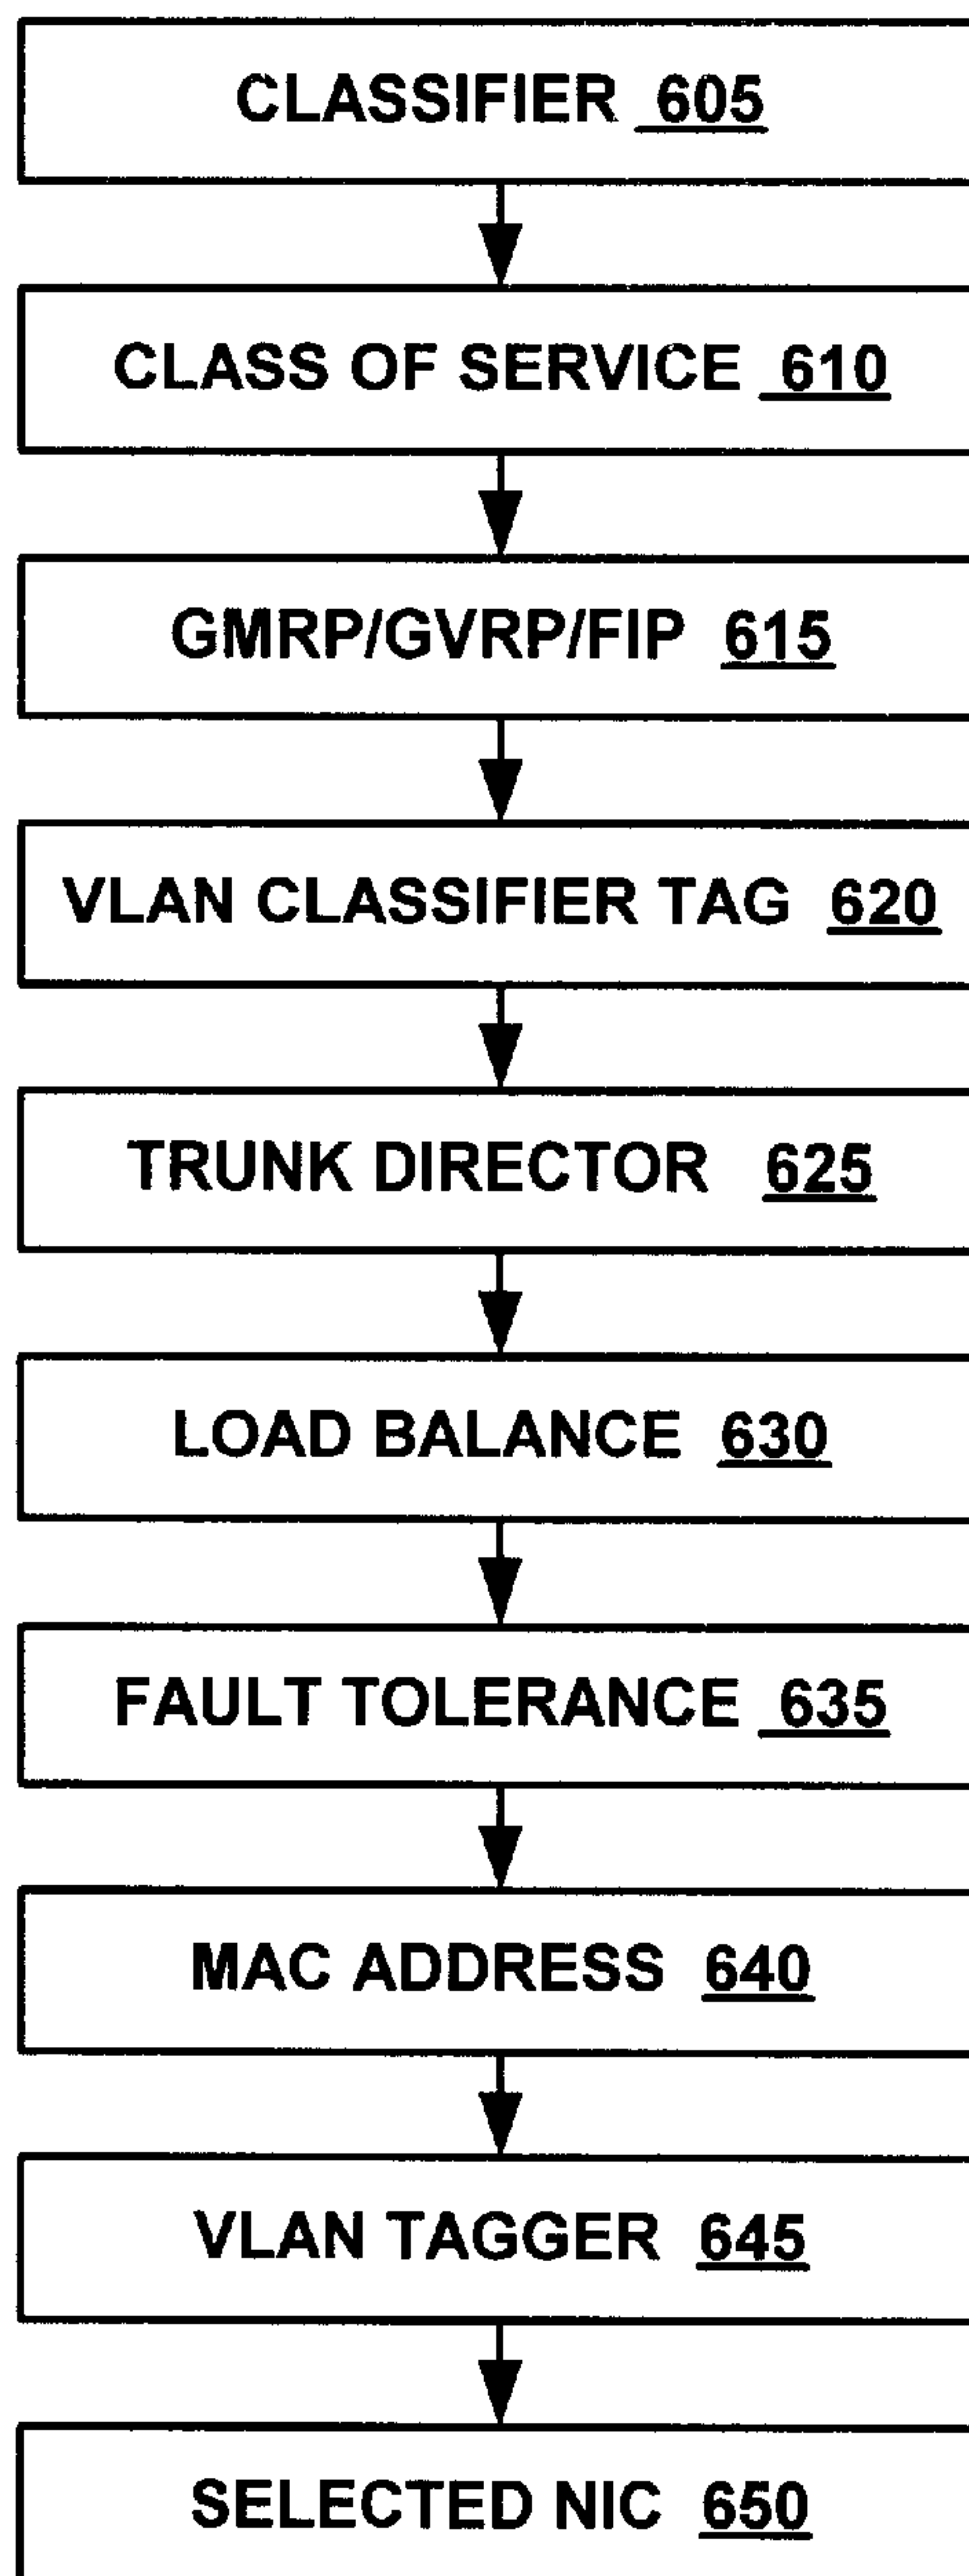 CLASSIFIER 605
CLASS OF SERVICE 610
GMRP/GVRP/FIP 615
VLAN CLASSIFIER TAG 620
TRUNK DIRECTOR 625
LOAD BALANCE 630
FAULT TOLERANCE 635
MAC ADDRESS 640
VLAN TAGGER 645
SELECTED NIC 650